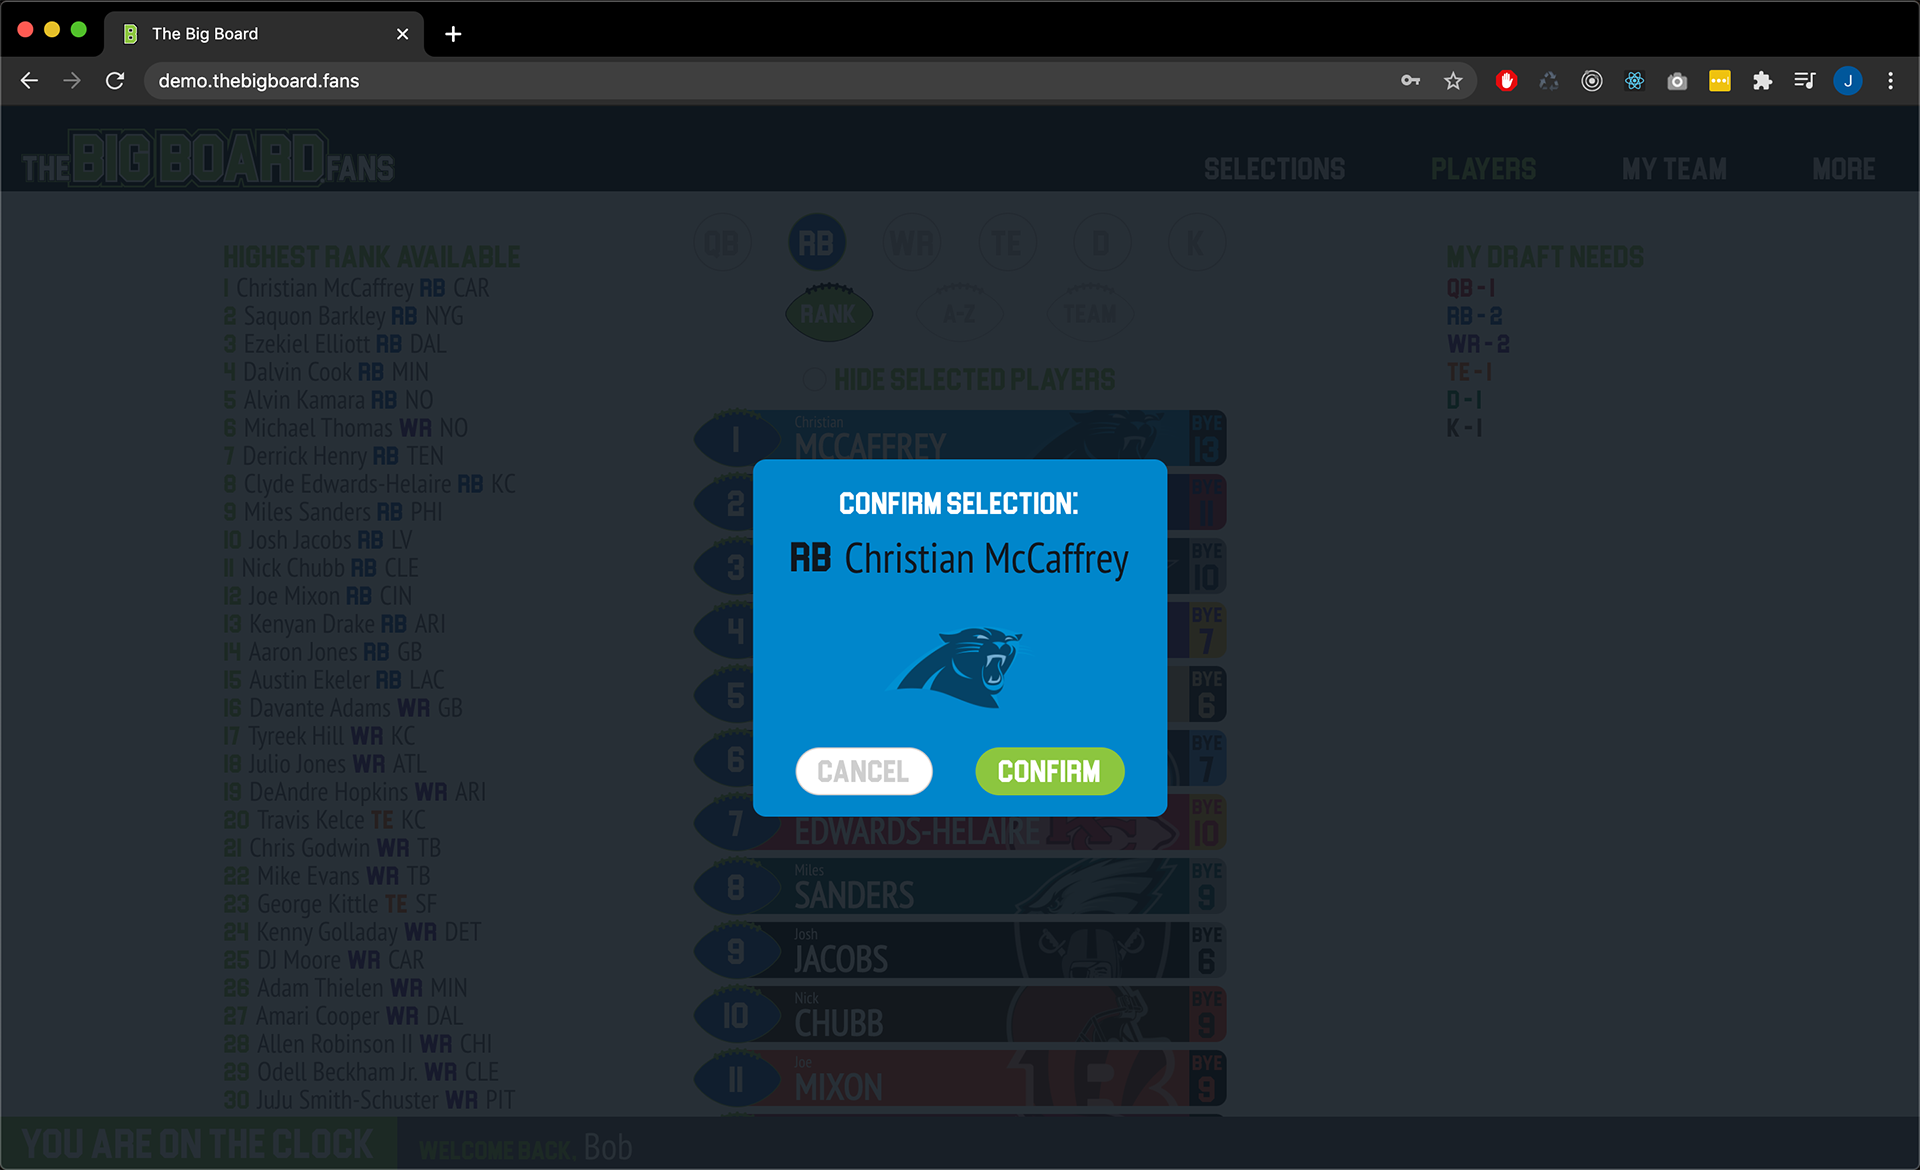 The Big Board
demo.thebigboard.fans
J
THE BIG BOARD .FANS
SELECTIONS PLAYERS MY TEAM MORE
HIGHEST RANK AVAILABLE
1 Christian McCaffrey RB CAR
2 Saquon Barkley RB NYG
3 Ezekiel Elliott RB DAL
4 Dalvin Cook RB MIN
5 Alvin Kamara RB NO
6 Michael Thomas WR NO
7 Derrick Henry RB TEN
8 Clyde Edwards-Helaire RB KC
9 Miles Sanders RB PHI
10 Josh Jacobs RB LV
11 Nick Chubb RB CLE
12 Joe Mixon RB CIN
13 Kenyan Drake RB ARI
14 Aaron Jones RB GB
15 Austin Ekeler RB LAC
16 Davante Adams WR GB
17 Tyreek Hill WR KC
18 Julio Jones WR ATL
19 DeAndre Hopkins WR ARI
20 Travis Kelce TE KC
21 Chris Godwin WR TB
22 Mike Evans WR TB
23 George Kittle TE SF
24 Kenny Golladay WR DET
25 DJ Moore WR CAR
26 Adam Thielen WR MIN
27 Amari Cooper WR DAL
28 Allen Robinson II WR CHI
29 Odell Beckham Jr. WR CLE
30 JuJu Smith-Schuster WR PIT
QB RB WR TE D K
RANK A-Z TEAM
HIDE SELECTED PLAYERS
1 Christian MCCAFFREY BYE 13
2 BYE 11
3 BYE 10
4 BYE 7
5 BYE 6
6 BYE 7
7 EDWARDS-HELAIRE BYE 10
8 Miles SANDERS BYE 9
9 Josh JACOBS BYE 6
10 Nick CHUBB BYE 9
11 Joe MIXON BYE 9
CONFIRM SELECTION:
RB Christian McCaffrey
CANCEL CONFIRM
MY DRAFT NEEDS
QB - 1
RB - 2
WR - 2
TE - 1
D - 1
K - 1
YOU ARE ON THE CLOCK
WELCOME BACK, Bob